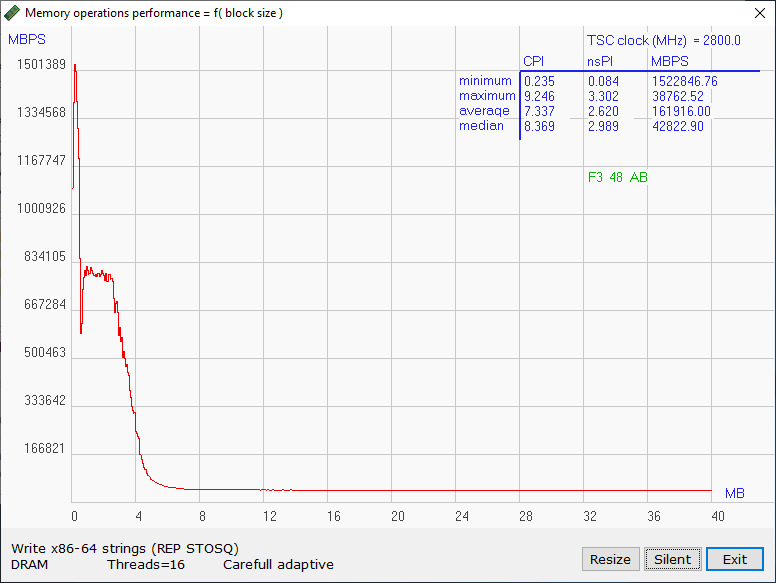 Memory operations performance = f( block size )
MBPS
TSC clock (MHz) = 2800.0
CPI nsPI MBPS
minimum 0.235 0.084 1522846.76
maximum 9.246 3.302 38762.52
average 7.337 2.620 161916.00
median 8.369 2.989 42822.90
F3 48 AB
1501389
1334568
1167747
1000926
834105
667284
500463
333642
166821
MB
0 4 8 12 16 20 24 28 32 36 40
Write x86-64 strings (REP STOSQ)
DRAM Threads=16 Carefull adaptive
Resize Silent Exit